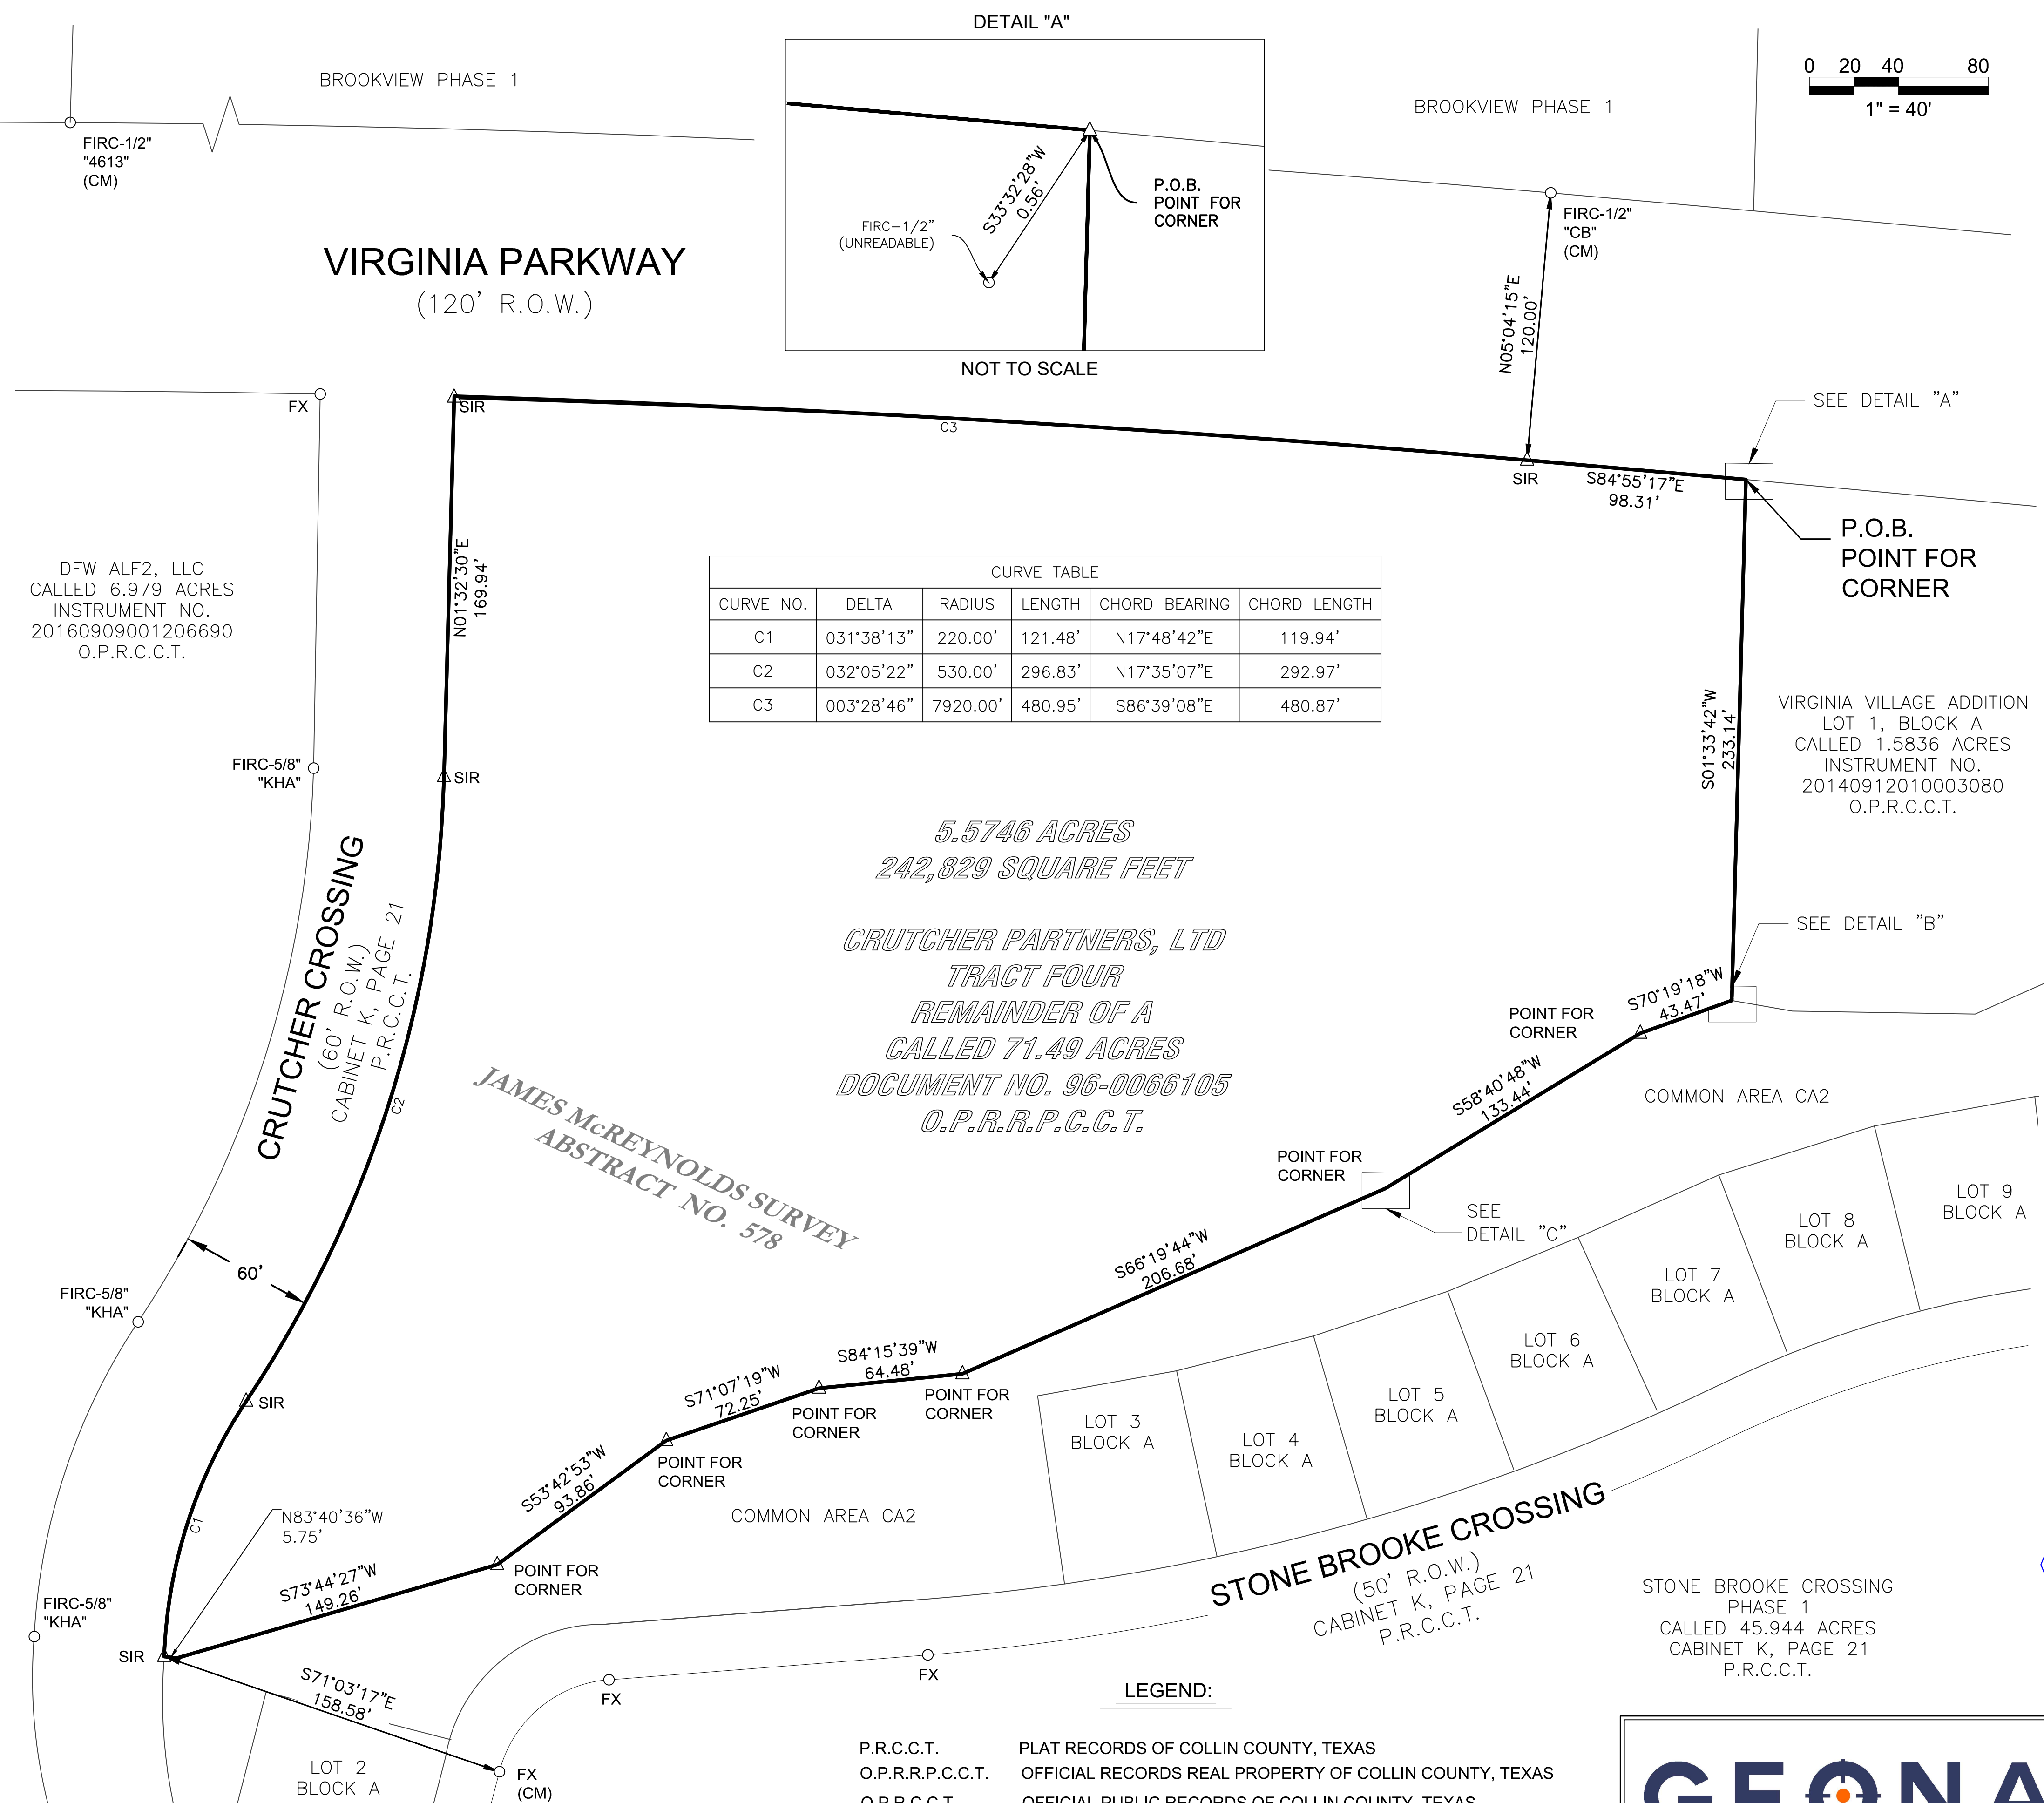 DETAIL "A"
BROOKVIEW PHASE 1
FIRC-1/2"
"4613"
(CM)
S33°32'28"W
0.56'
P.O.B.
POINT FOR
CORNER
FIRC-1/2"
(UNREADABLE)
NOT TO SCALE
BROOKVIEW PHASE 1
0 20 40 80
1" = 40'
FIRC-1/2"
"CB"
(CM)
N05°04'15"E
120.00'
VIRGINIA PARKWAY
(120' R.O.W.)
FX
SIR
C3
SIR
S84°55'17"E
98.31'
SEE DETAIL "A"
P.O.B.
POINT FOR
CORNER
N01°32'30"E
169.94'
DFW ALF2, LLC
CALLED 6.979 ACRES
INSTRUMENT NO.
20160909001206690
O.P.R.C.C.T.
CURVE TABLE
CURVE NO. DELTA RADIUS LENGTH CHORD BEARING CHORD LENGTH
C1 031°38'13" 220.00' 121.48' N17°48'42"E 119.94'
C2 032°05'22" 530.00' 296.83' N17°35'07"E 292.97'
C3 003°28'46" 7920.00' 480.95' S86°39'08"E 480.87'
S01°33'42"W
233.14'
VIRGINIA VILLAGE ADDITION
LOT 1, BLOCK A
CALLED 1.5836 ACRES
INSTRUMENT NO.
20140912010003080
O.P.R.C.C.T.
FIRC-5/8"
"KHA"
SIR
5.5746 ACRES
242,829 SQUARE FEET
CRUTCHER PARTNERS, LTD
TRACT FOUR
REMAINDER OF A
CALLED 71.49 ACRES
DOCUMENT NO. 96-0066105
O.P.R.R.P.C.C.T.
CRUTCHER CROSSING
(60' R.O.W.)
CABINET K, PAGE 21
P.R.C.C.T.
C2
JAMES McREYNOLDS SURVEY
ABSTRACT NO. 578
SEE DETAIL "B"
S70°19'18"W
43.47'
POINT FOR
CORNER
S58°40'48"W
133.44'
COMMON AREA CA2
POINT FOR
CORNER
SEE
DETAIL "C"
S66°19'44"W
206.68'
LOT 9
BLOCK A
LOT 8
BLOCK A
LOT 7
BLOCK A
LOT 6
BLOCK A
LOT 5
BLOCK A
LOT 4
BLOCK A
LOT 3
BLOCK A
60'
FIRC-5/8"
"KHA"
SIR
S84°15'39"W
64.48'
POINT FOR
CORNER
S71°07'19"W
72.25'
POINT FOR
CORNER
POINT FOR
CORNER
S53°42'53"W
93.86'
COMMON AREA CA2
POINT FOR
CORNER
C1
N83°40'36"W
5.75'
S73°44'27"W
149.26'
FIRC-5/8"
"KHA"
SIR
S71°03'17"E
158.58'
LOT 2
BLOCK A
FX
(CM)
FX
FX
STONE BROOKE CROSSING
(50' R.O.W.)
CABINET K, PAGE 21
P.R.C.C.T.
STONE BROOKE CROSSING
PHASE 1
CALLED 45.944 ACRES
CABINET K, PAGE 21
P.R.C.C.T.
LEGEND:
P.R.C.C.T. PLAT RECORDS OF COLLIN COUNTY, TEXAS
O.P.R.R.P.C.C.T. OFFICIAL RECORDS REAL PROPERTY OF COLLIN COUNTY, TEXAS
O.P.R.C.C.T. OFFICIAL PUBLIC RECORDS OF COLLIN COUNTY, TEXAS
GEONA